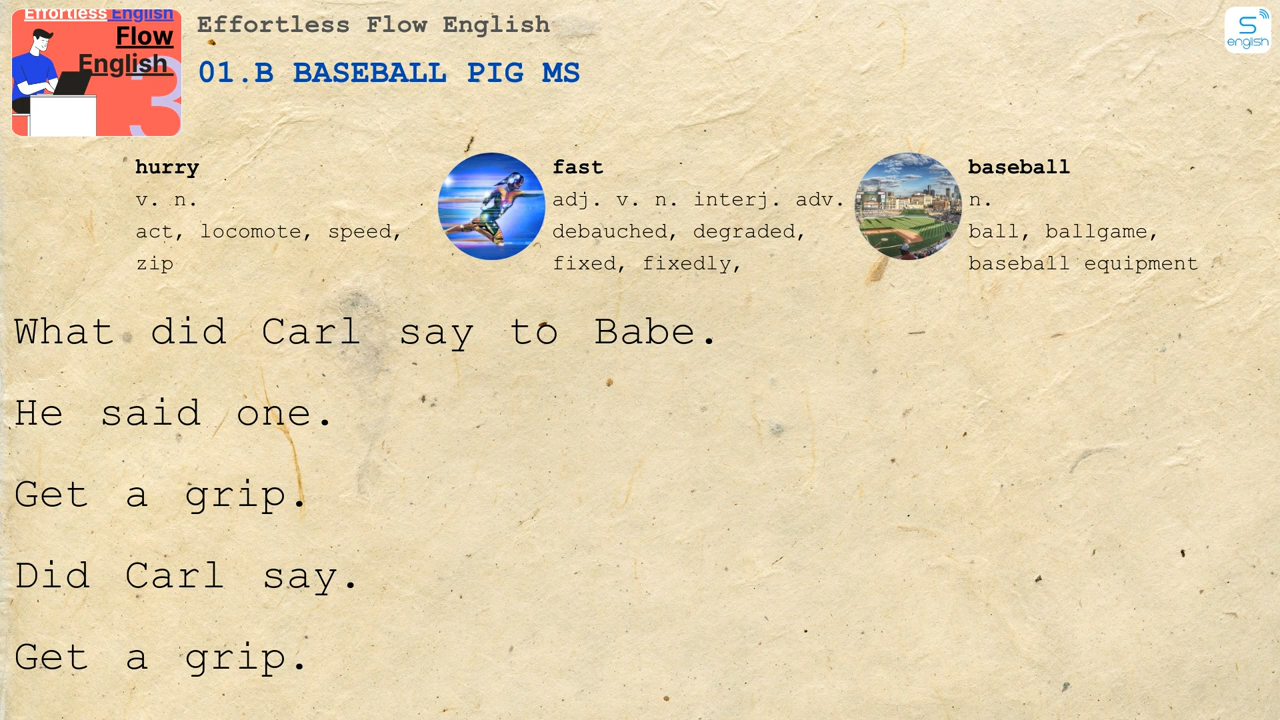 Effortless English
Flow
English
3
Effortless Flow English
01.B BASEBALL PIG MS
S
english
hurry
v. n.
act, locomote, speed,
zip
fast
adj. v. n. interj. adv.
debauched, degraded,
fixed, fixedly,
baseball
n.
ball, ballgame,
baseball equipment
What did Carl say to Babe.
He said one.
Get a grip.
Did Carl say.
Get a grip.